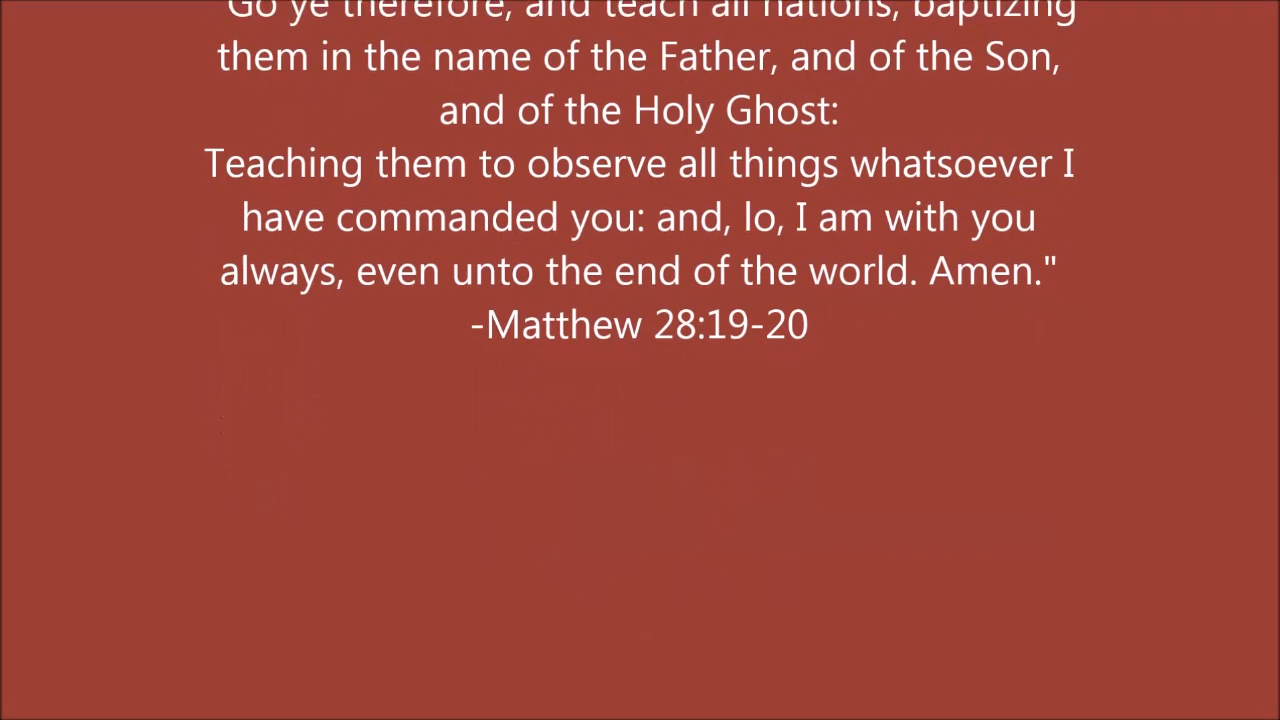 Go ye therefore, and teach all nations, baptizing
them in the name of the Father, and of the Son,
and of the Holy Ghost:
Teaching them to observe all things whatsoever I
have commanded you: and, lo, I am with you
always, even unto the end of the world. Amen."
-Matthew 28:19-20